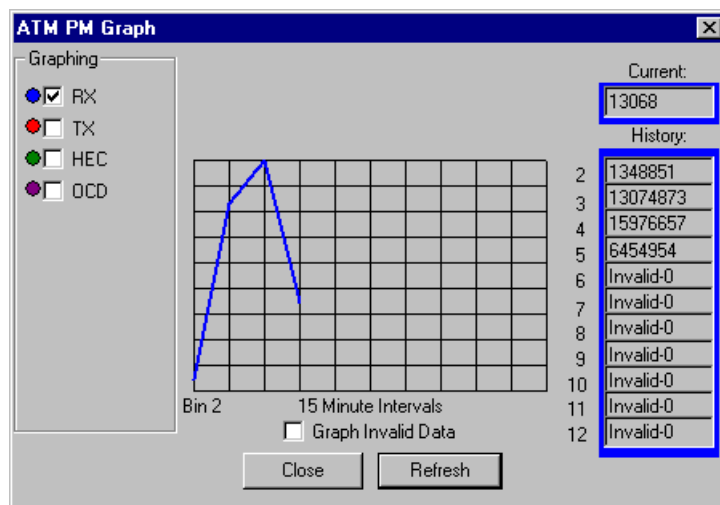 ATM PM Graph
Graphing
RX
TX
HEC
OCD
Current:
13068
History:
2 1348851
3 13074873
4 15976657
5 6454954
6 Invalid-0
7 Invalid-0
8 Invalid-0
9 Invalid-0
10 Invalid-0
11 Invalid-0
12 Invalid-0
Bin 2 15 Minute Intervals
Graph Invalid Data
Close Refresh